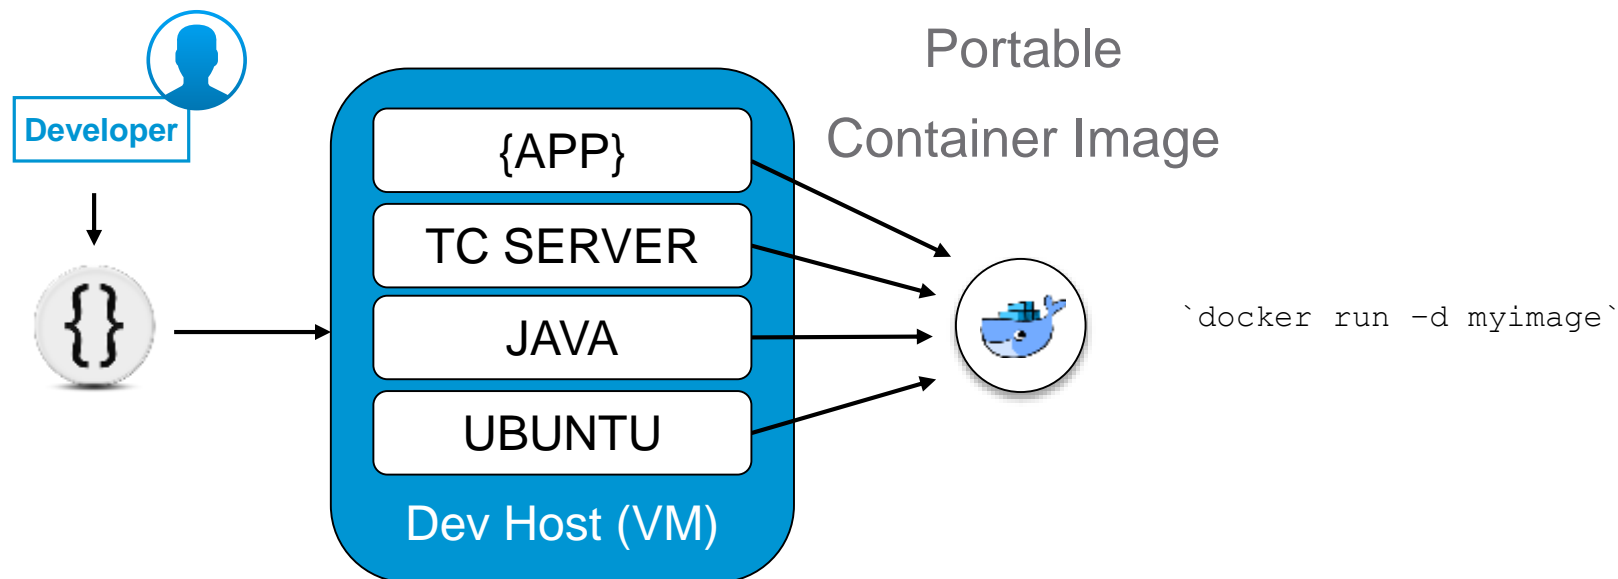 Developer
{}
{APP}
TC SERVER
JAVA
UBUNTU
Dev Host (VM)
Portable
Container Image
`docker run –d myimage`